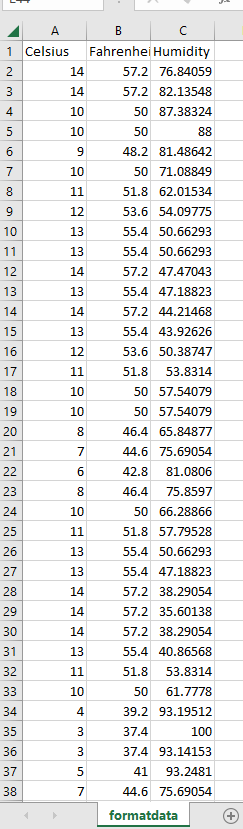 A B C
1 Celsius Fahrenhei Humidity
2 14 57.2 76.84059
3 14 57.2 82.13548
4 10 50 87.38324
5 10 50 88
6 9 48.2 81.48642
7 10 50 71.08849
8 11 51.8 62.01534
9 12 53.6 54.09775
10 13 55.4 50.66293
11 13 55.4 50.66293
12 14 57.2 47.47043
13 13 55.4 47.18823
14 14 57.2 44.21468
15 13 55.4 43.92626
16 12 53.6 50.38747
17 11 51.8 53.8314
18 10 50 57.54079
19 10 50 57.54079
20 8 46.4 65.84877
21 7 44.6 75.69054
22 6 42.8 81.0806
23 8 46.4 75.8597
24 10 50 66.28866
25 11 51.8 57.79528
26 13 55.4 50.66293
27 13 55.4 47.18823
28 14 57.2 38.29054
29 14 57.2 35.60138
30 14 57.2 38.29054
31 13 55.4 40.86568
32 11 51.8 53.8314
33 10 50 61.7778
34 4 39.2 93.19512
35 3 37.4 100
36 3 37.4 93.14153
37 5 41 93.2481
38 7 44.6 75.69054
formatdata